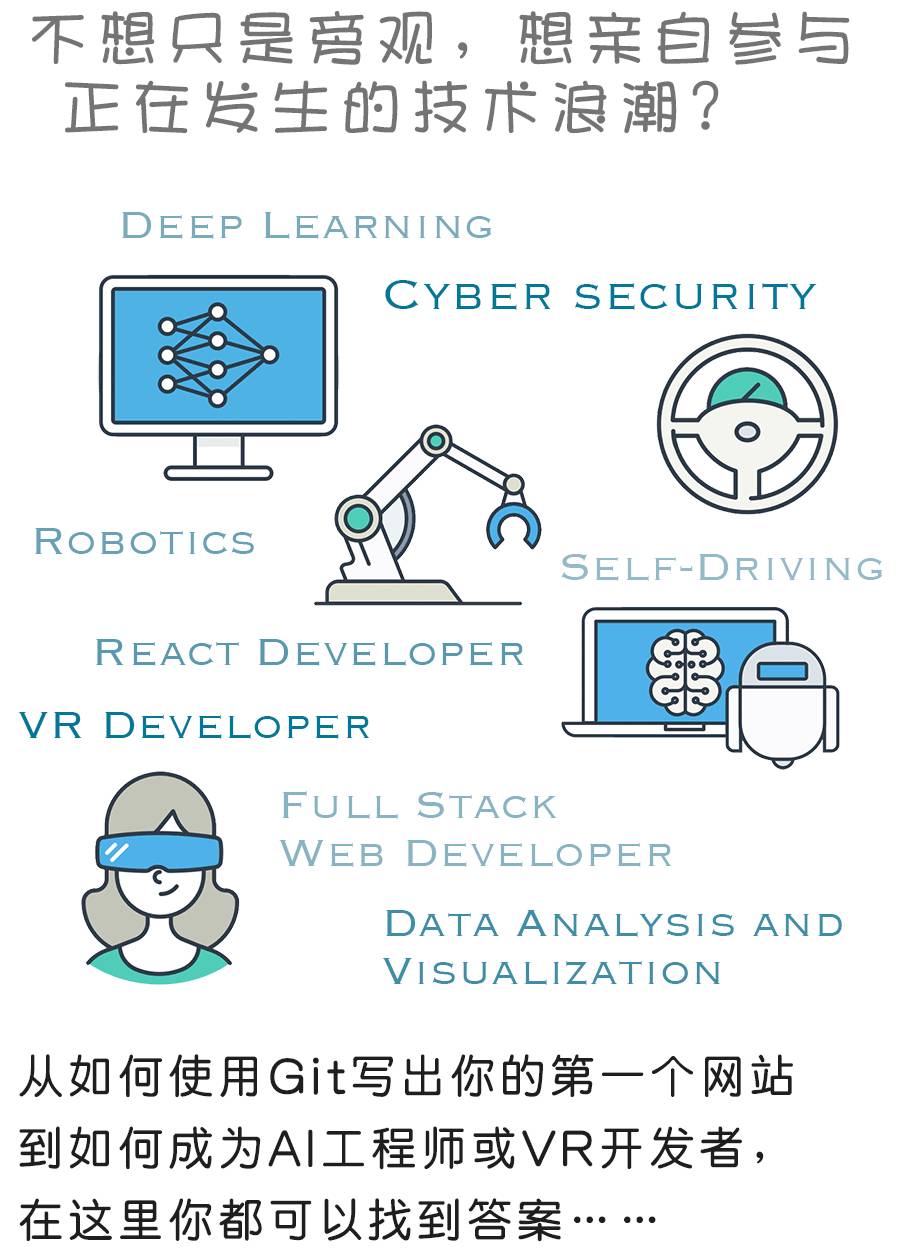 不想只是旁观，想亲自参与
正在发生的技术浪潮？
DEEP LEARNING
CYBER SECURITY
ROBOTICS
SELF-DRIVING
REACT DEVELOPER
VR DEVELOPER
FULL STACK
WEB DEVELOPER
DATA ANALYSIS AND
VISUALIZATION
从如何使用Git写出你的第一个网站
到如何成为AI工程师或VR开发者，
在这里你都可以找到答案……